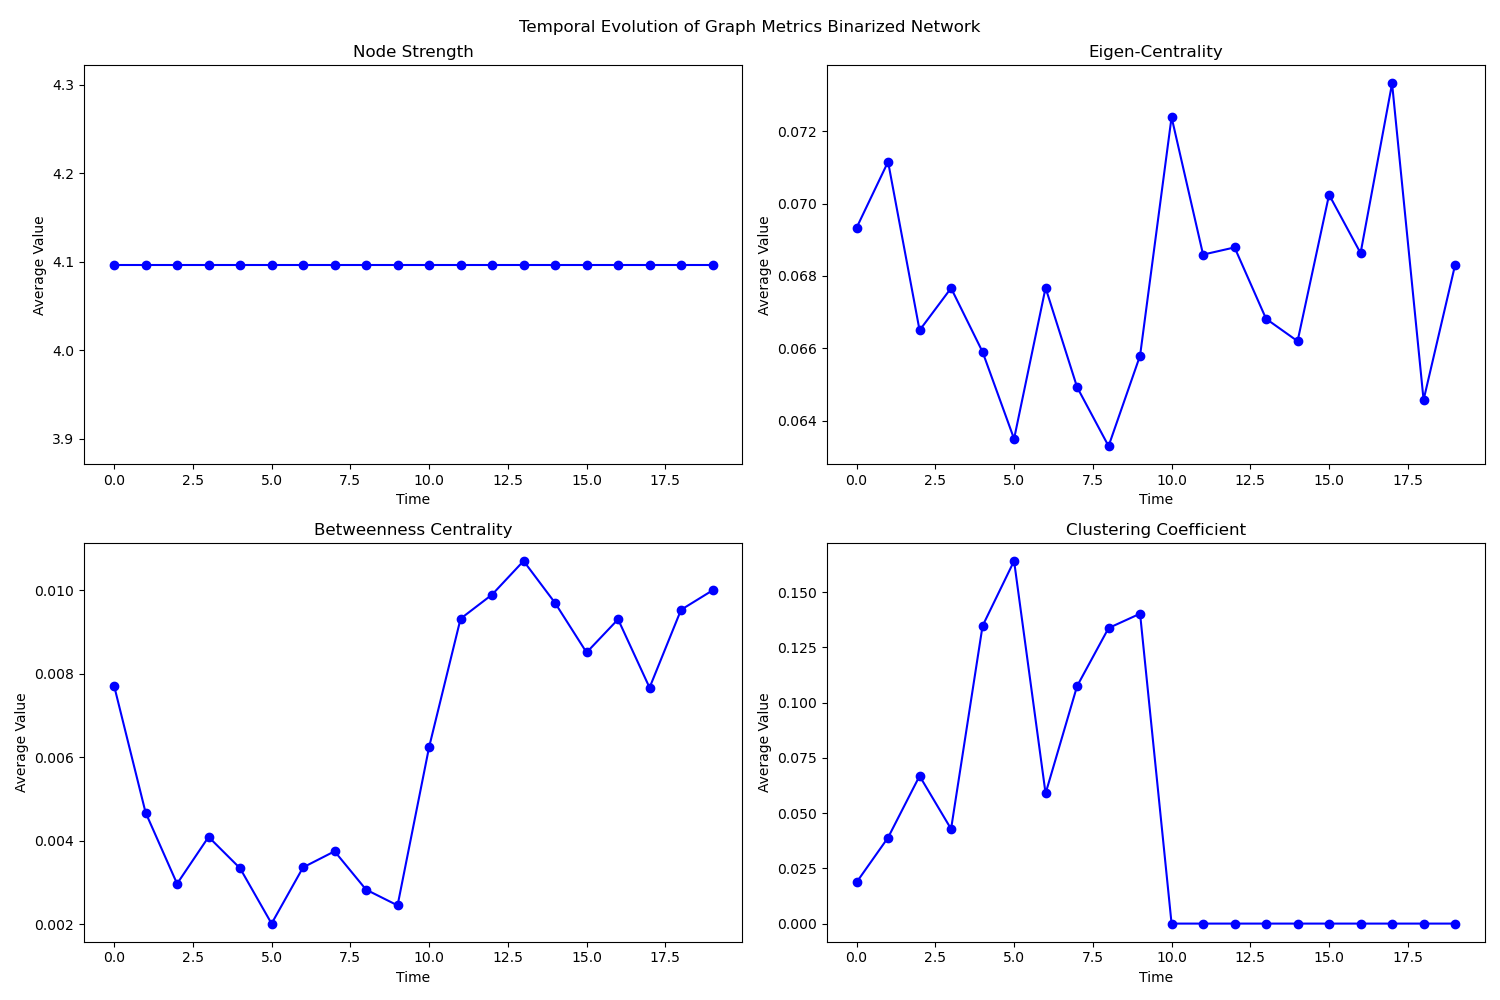 Temporal Evolution of Graph Metrics Binarized Network
Node Strength
4.3
4.2
4.1
4.0
3.9
Average Value
0.0 2.5 5.0 7.5 10.0 12.5 15.0 17.5
Time
Eigen-Centrality
0.072
0.070
0.068
0.066
0.064
Average Value
0.0 2.5 5.0 7.5 10.0 12.5 15.0 17.5
Time
Betweenness Centrality
0.010
0.008
0.006
0.004
0.002
Average Value
0.0 2.5 5.0 7.5 10.0 12.5 15.0 17.5
Time
Clustering Coefficient
0.150
0.125
0.100
0.075
0.050
0.025
0.000
Average Value
0.0 2.5 5.0 7.5 10.0 12.5 15.0 17.5
Time